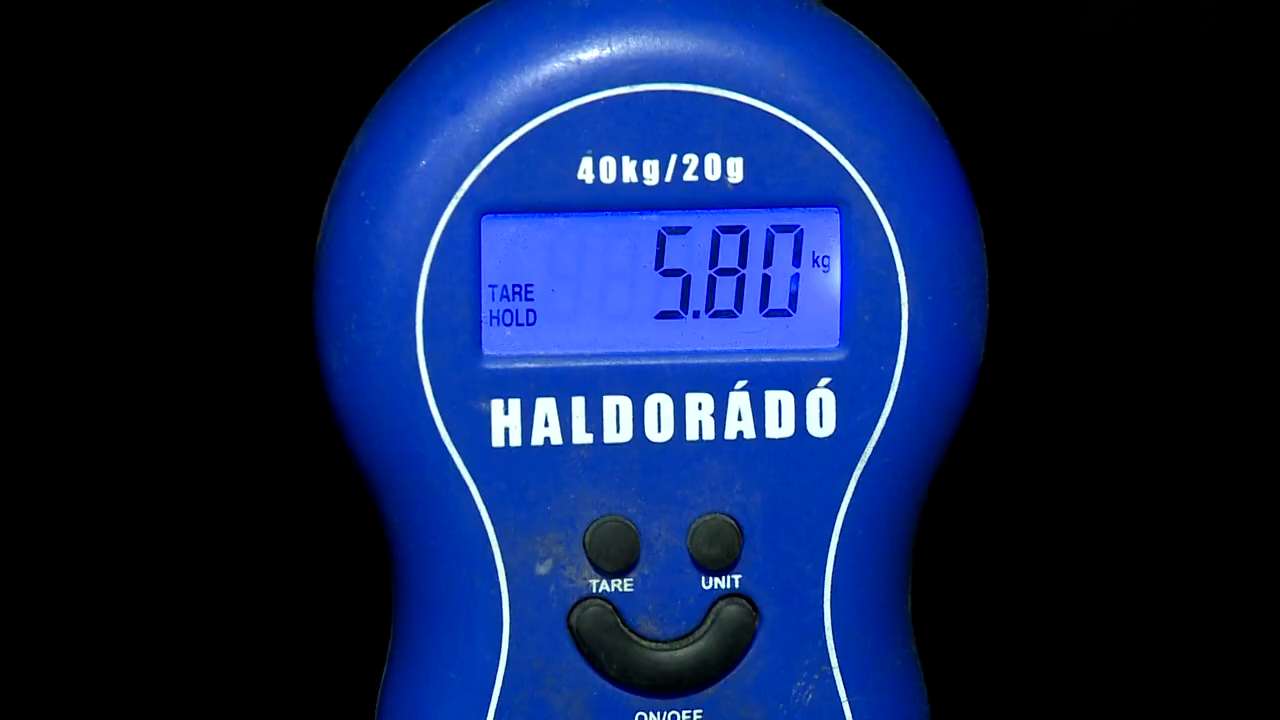 40kg/20g
5.80 kg
TARE
HOLD
HALDORÁDÓ
TARE UNIT
ON/OFF